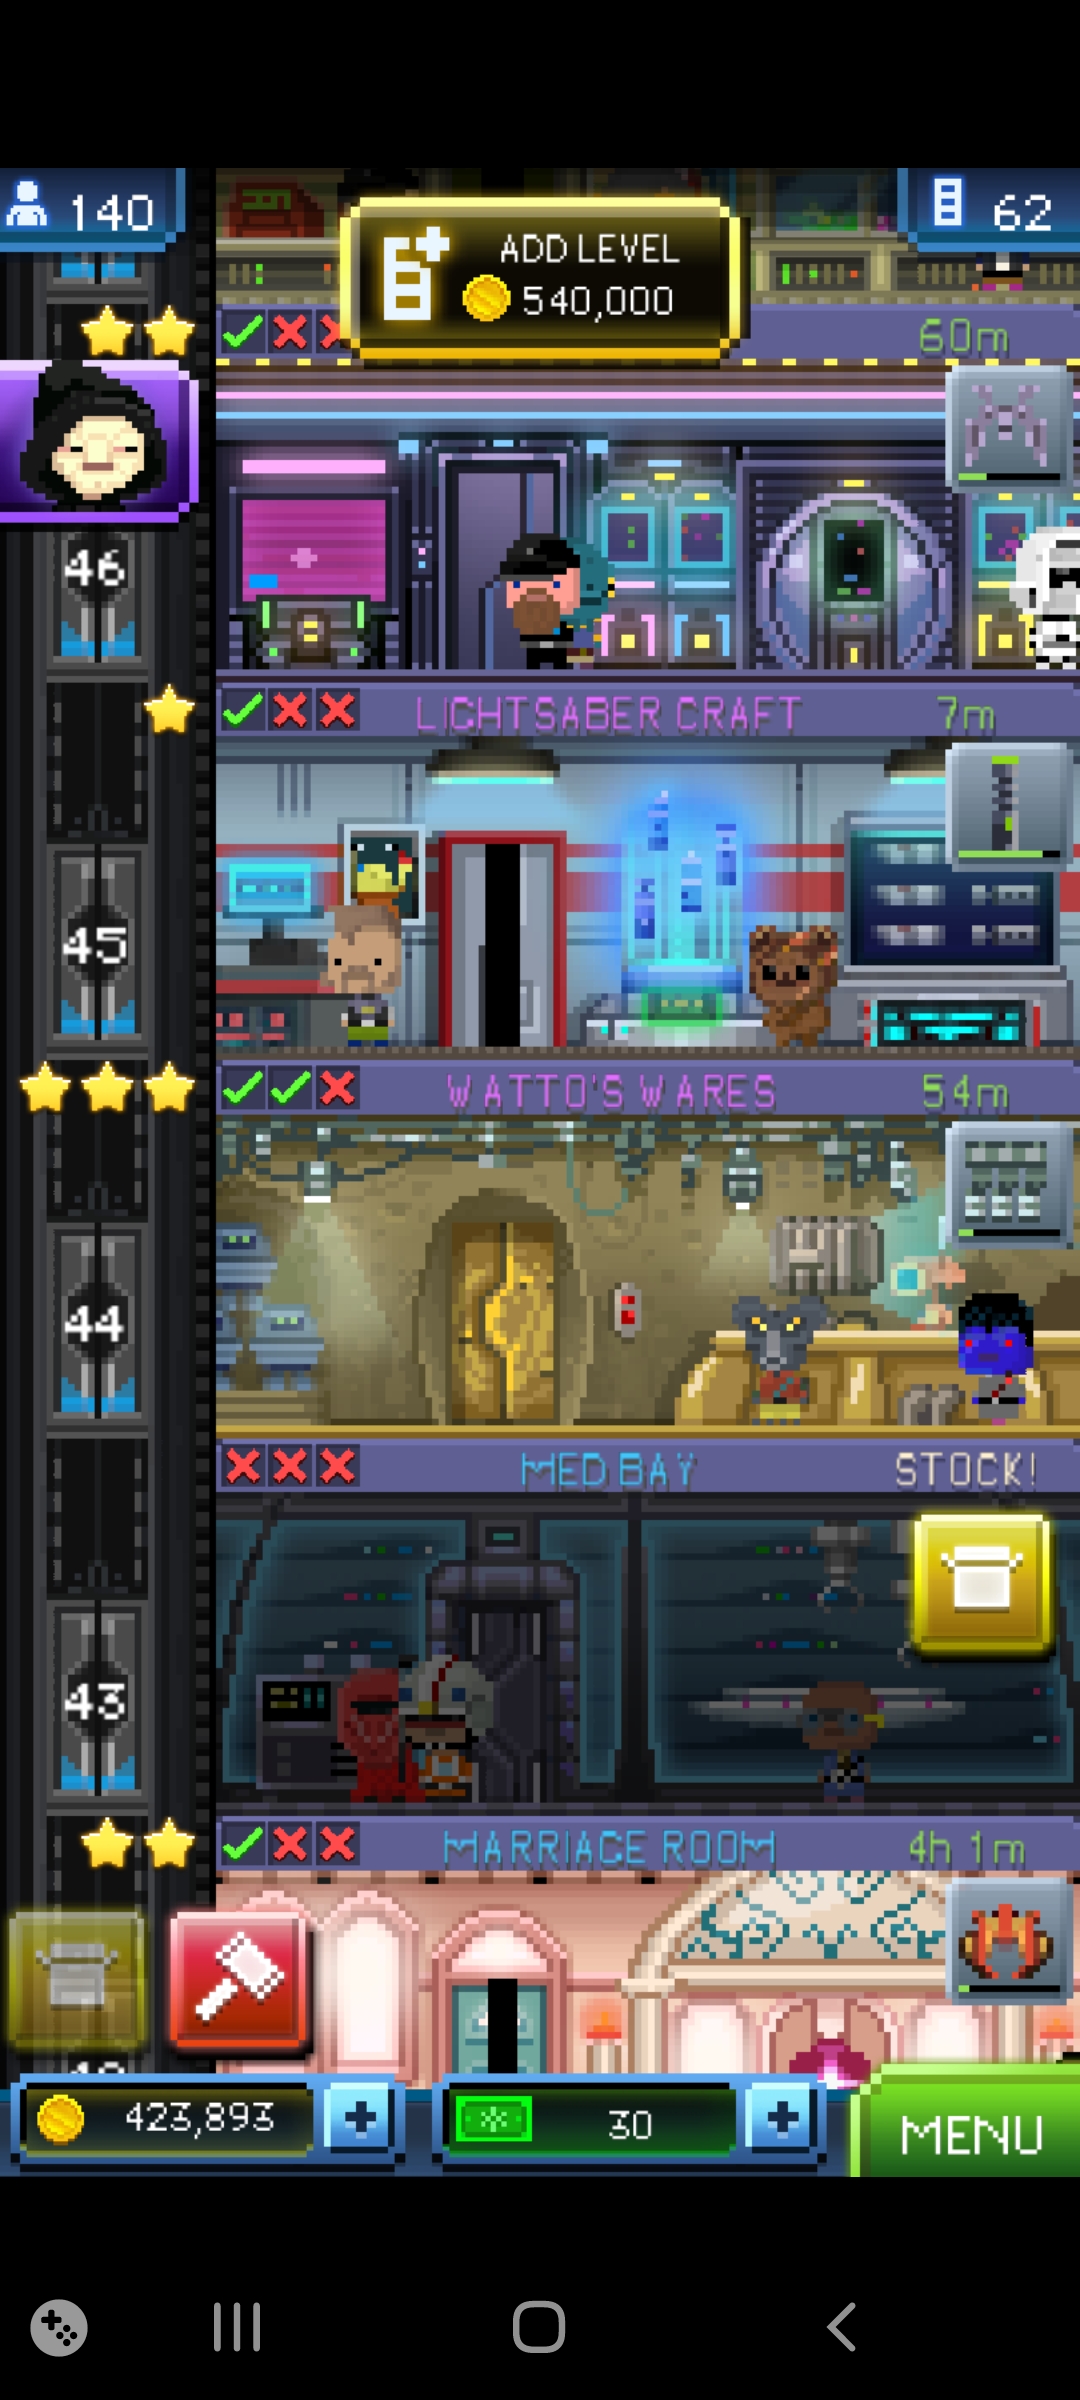 140
ADD LEVEL
540,000
62
60m
46
LIGHTSABER CRAFT
7m
45
WATTO'S WARES
54m
44
MED BAY
STOCK!
43
MARRIAGE ROOM
4h 1m
423,893
30
MENU